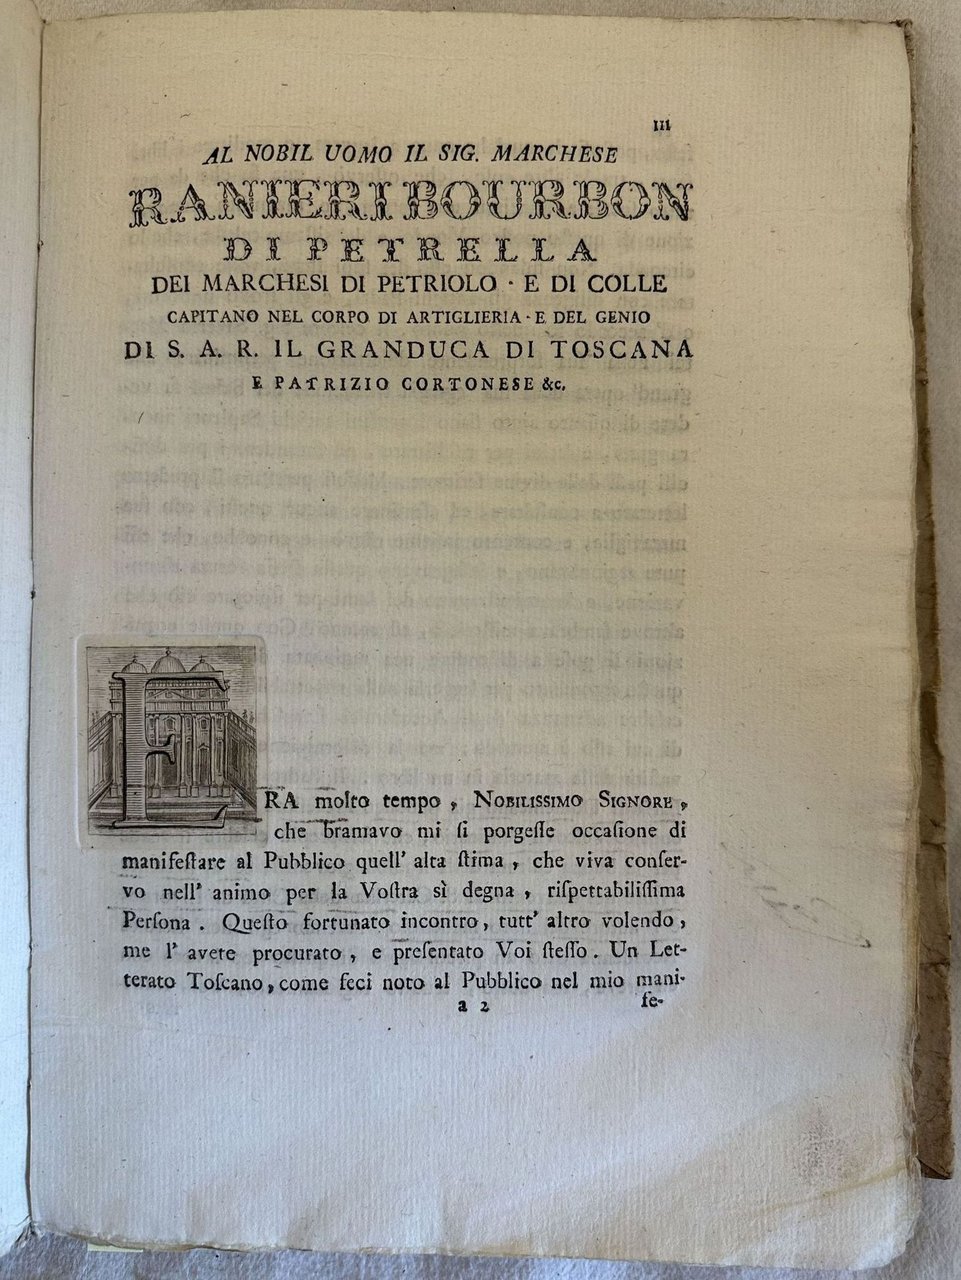 III
AL NOBIL UOMO IL SIG. MARCHESE
RANIERI BOURBON
DI PETRELLA
DEI MARCHESI DI PETRIOLO · E DI COLLE
CAPITANO NEL CORPO DI ARTIGLIERIA · E DEL GENIO
DI S. A. R. IL GRANDUCA DI TOSCANA
E PATRIZIO CORTONESE &c.
ERA molto tempo, NOBILISSIMO SIGNORE,
che bramavo mi ſi porgeſſe occaſione di
manifeſtare al Pubblico quell' alta ſtima, che viva conſer-
vo nell' animo per la Voſtra sì degna, riſpettabiliſſima
Perſona. Queſto fortunato incontro, tutt' altro volendo,
me l' avete procurato, e preſentato Voi ſteſſo. Un Let-
terato Toſcano, come feci noto al Pubblico nel mio mani-
a 2 fe-